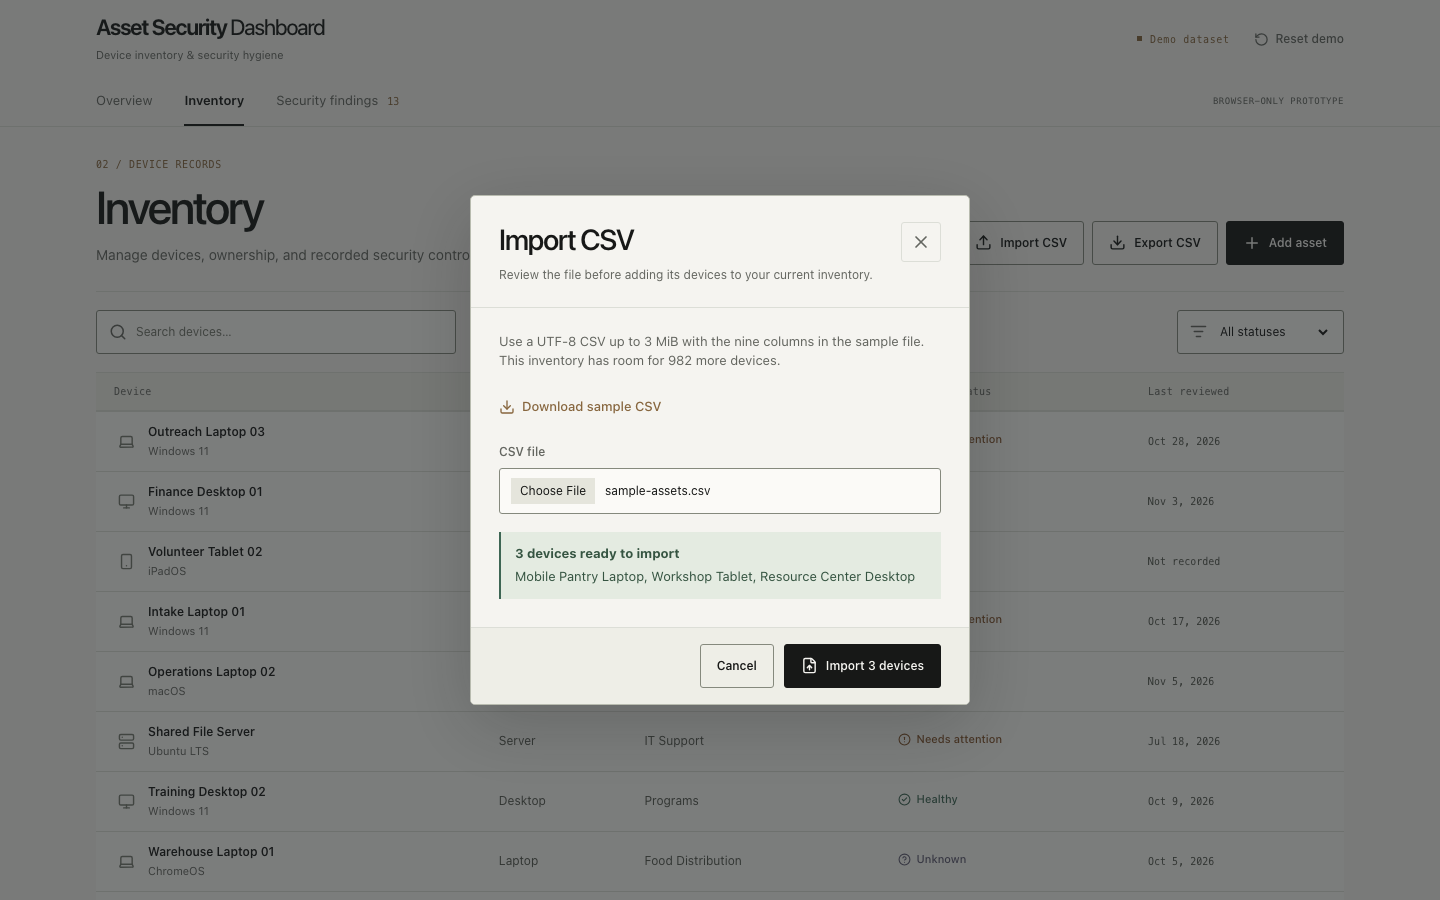 Asset Security Dashboard
Device inventory & security hygiene
Demo dataset
Reset demo
Overview
Inventory
Security findings 13
BROWSER-ONLY PROTOTYPE
02 / DEVICE RECORDS
Inventory
Manage devices, ownership, and recorded security
Import CSV
Export CSV
Add asset
Search devices...
All statuses
Device
Last reviewed
Outreach Laptop 03
Windows 11
Oct 28, 2026
Finance Desktop 01
Windows 11
Nov 3, 2026
Volunteer Tablet 02
iPadOS
Not recorded
Intake Laptop 01
Windows 11
Oct 17, 2026
Operations Laptop 02
macOS
Nov 5, 2026
Shared File Server
Ubuntu LTS
Server
IT Support
Needs attention
Jul 18, 2026
Training Desktop 02
Windows 11
Desktop
Programs
Healthy
Oct 9, 2026
Warehouse Laptop 01
ChromeOS
Laptop
Food Distribution
Unknown
Oct 5, 2026
Import CSV
Review the file before adding its devices to your current inventory.
Use a UTF-8 CSV up to 3 MiB with the nine columns in the sample file.
This inventory has room for 982 more devices.
Download sample CSV
CSV file
Choose File sample-assets.csv
3 devices ready to import
Mobile Pantry Laptop, Workshop Tablet, Resource Center Desktop
Cancel
Import 3 devices